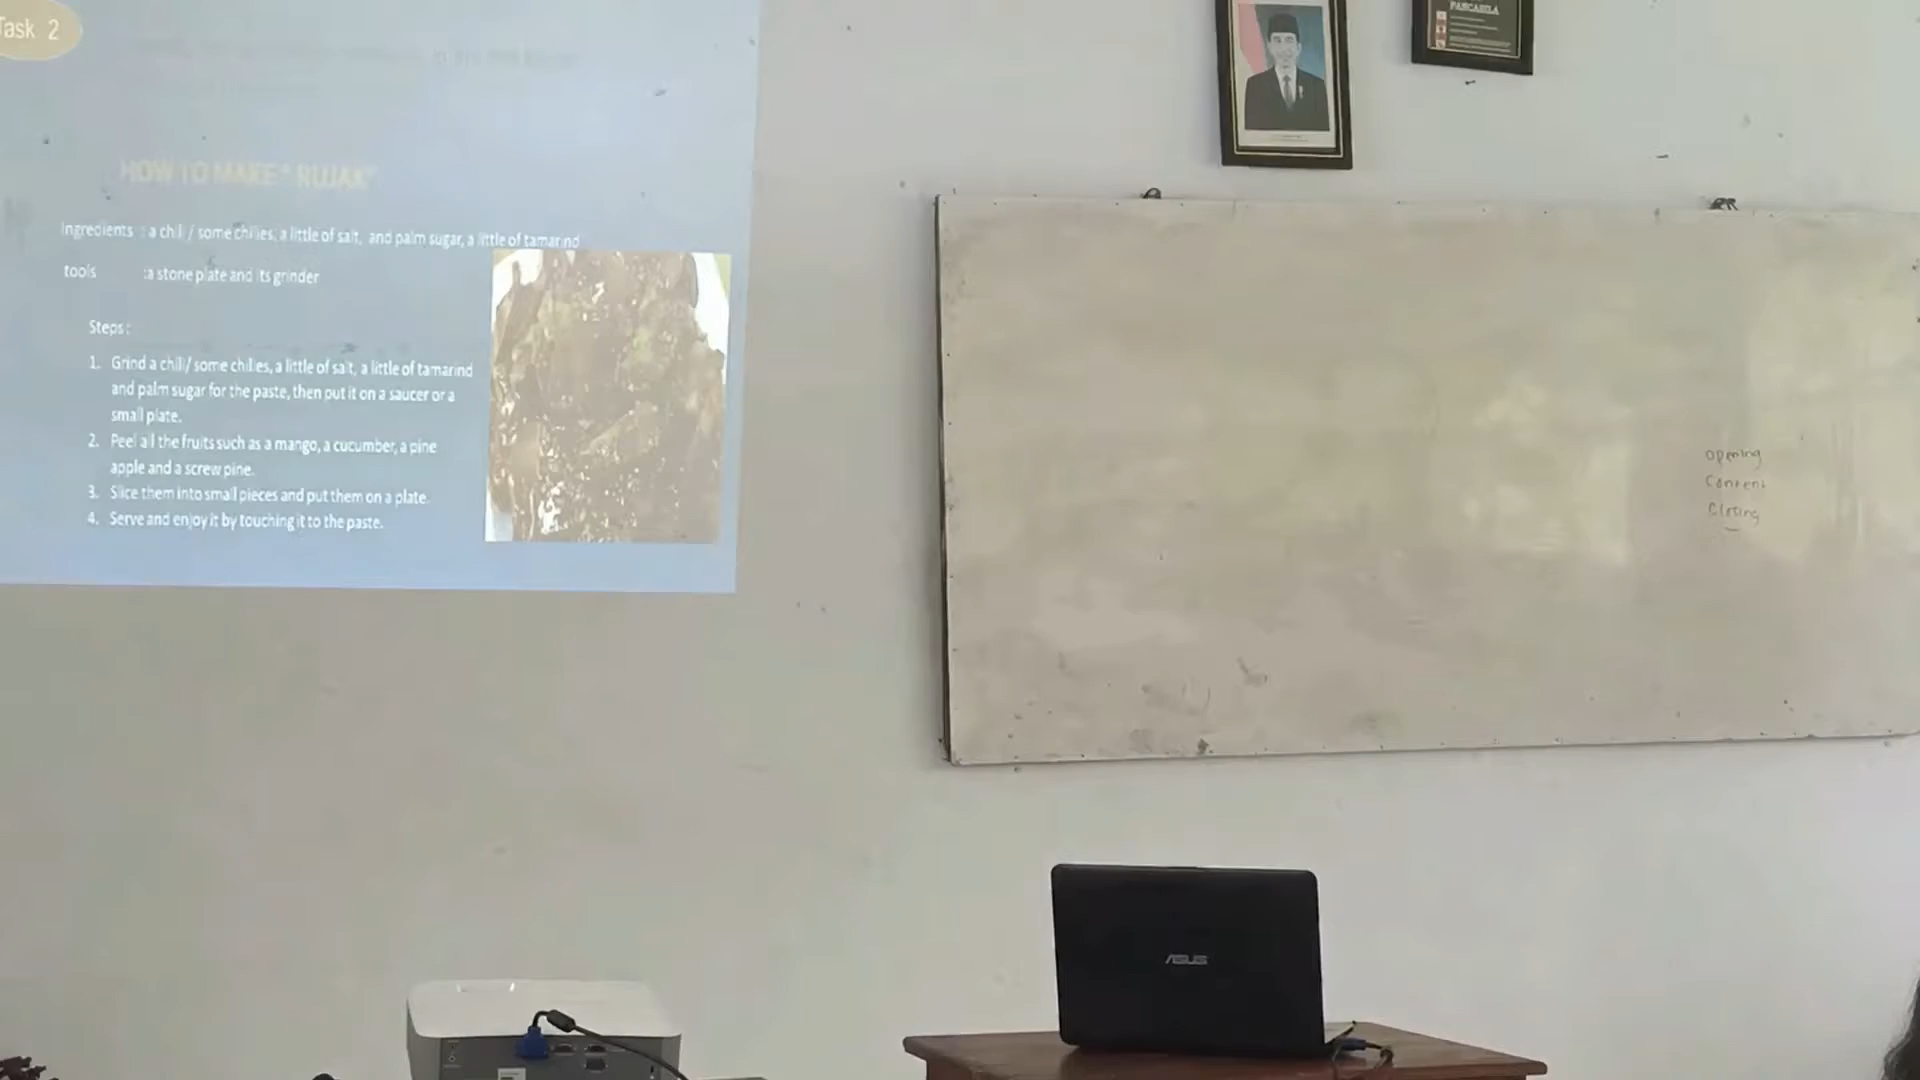 Task 2
HOW TO MAKE " RUJAK"
Ingredients : a chili / some chilies, a little of salt, and palm sugar, a little of tamarind
tools :a stone plate and its grinder
Steps :
1. Grind a chili/ some chilies, a little of salt, a little of tamarind
and palm sugar for the paste, then put it on a saucer or a
small plate.
2. Peel all the fruits such as a mango, a cucumber, a pine
apple and a screw pine.
3. Slice them into small pieces and put them on a plate.
4. Serve and enjoy it by touching it to the paste.
PANCASILA
Opening
Content
Closing
ASUS